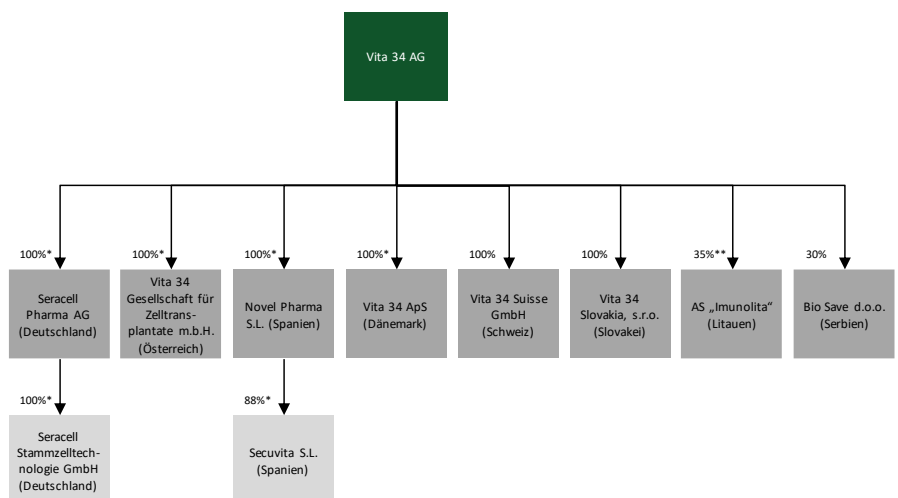 Vita 34 AG
100%*
100%*
100%*
100%*
100%
100%
35%**
30%
Seracell
Pharma AG
(Deutschland)
Vita 34
Gesellschaft für
Zelltrans-
plantate m.b.H.
(Österreich)
Novel Pharma
S.L. (Spanien)
Vita 34 ApS
(Dänemark)
Vita 34 Suisse
GmbH
(Schweiz)
Vita 34
Slovakia, s.r.o.
(Slovakei)
AS „Imunolita“
(Litauen)
Bio Save d.o.o.
(Serbien)
100%*
88%*
Seracell
Stammzelltech-
nologie GmbH
(Deutschland)
Secuvita S.L.
(Spanien)